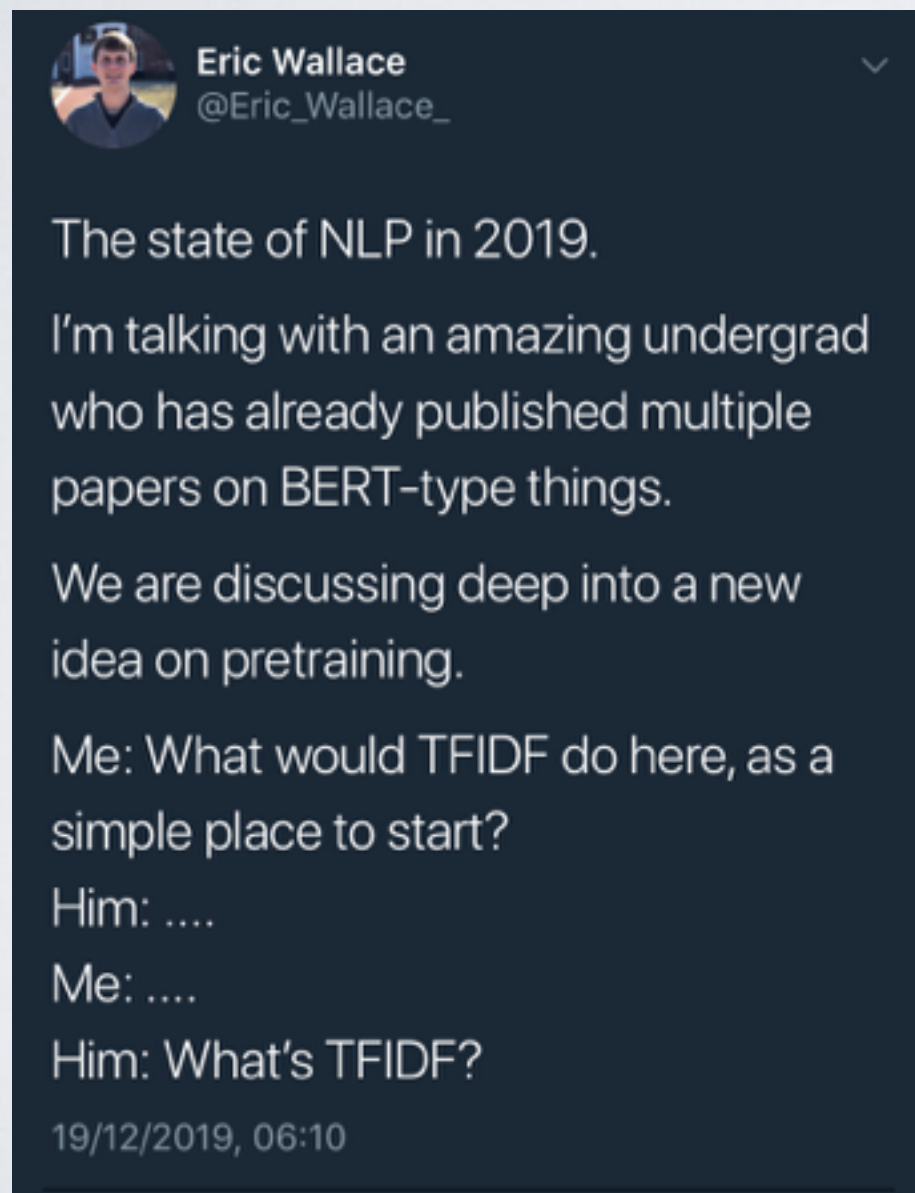 Eric Wallace
@Eric_Wallace_
The state of NLP in 2019.
I'm talking with an amazing undergrad
who has already published multiple
papers on BERT-type things.
We are discussing deep into a new
idea on pretraining.
Me: What would TFIDF do here, as a
simple place to start?
Him: ....
Me: ....
Him: What's TFIDF?
19/12/2019, 06:10